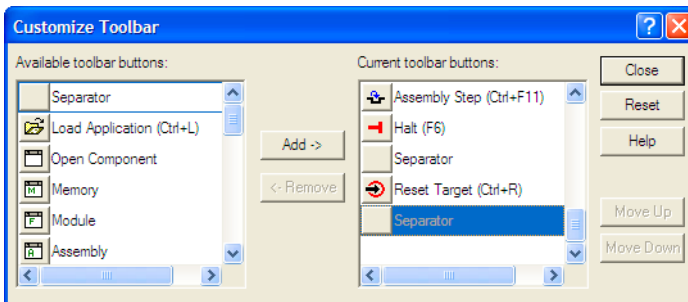 Customize Toolbar
Available toolbar buttons:
Separator
Load Application (Ctrl+L)
Open Component
M
Memory
F
Module
A
Assembly
Add ->
<- Remove
Current toolbar buttons:
Assembly Step (Ctrl+F11)
Halt (F6)
Separator
Reset Target (Ctrl+R)
Separator
Close
Reset
Help
Move Up
Move Down